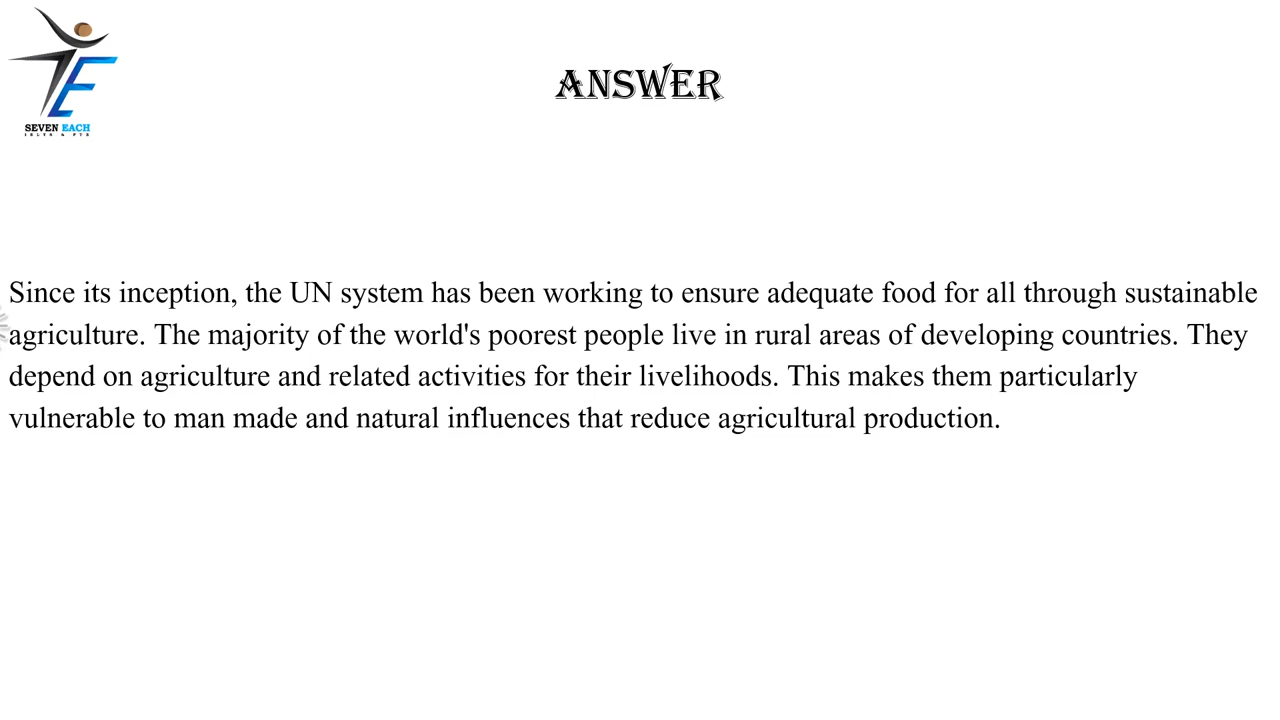 ANSWER
SEVEN EACH
IELTS & PTE
Since its inception, the UN system has been working to ensure adequate food for all through sustainable
agriculture. The majority of the world's poorest people live in rural areas of developing countries. They
depend on agriculture and related activities for their livelihoods. This makes them particularly
vulnerable to man made and natural influences that reduce agricultural production.